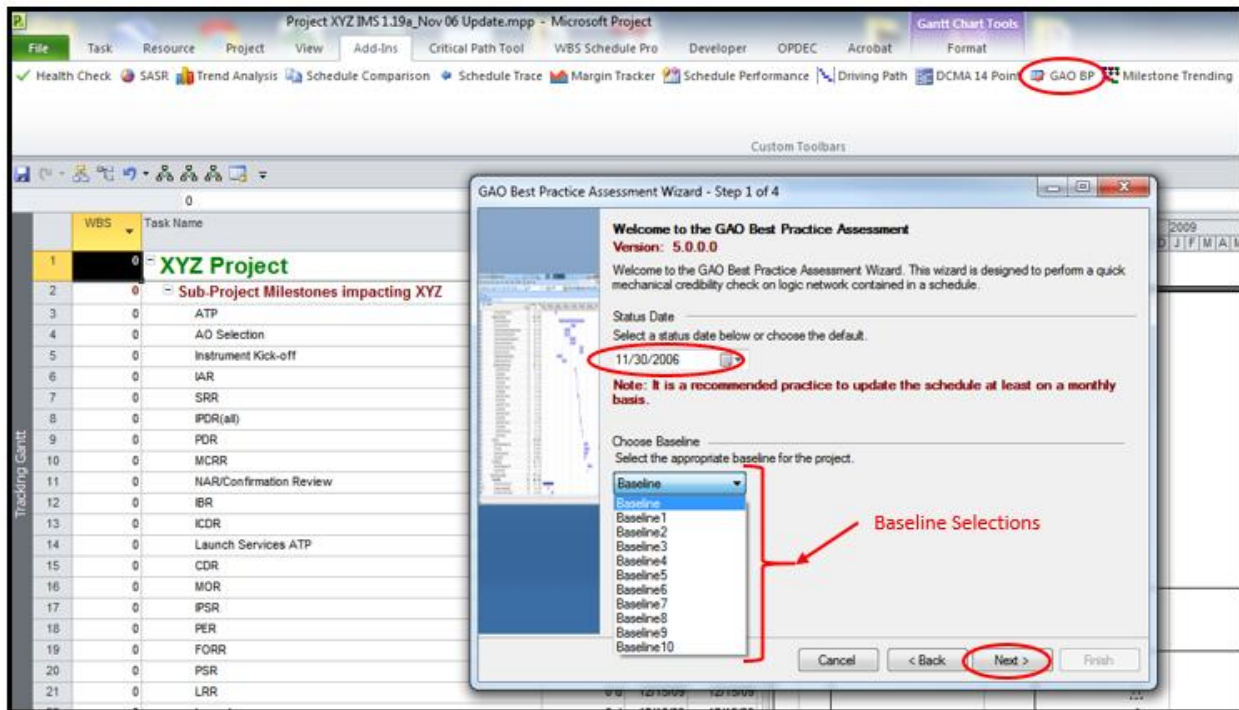 Project XYZ IMS 1.19a_Nov 06 Update.mpp - Microsoft Project
Gantt Chart Tools
File Task Resource Project View Add-Ins Critical Path Tool WBS Schedule Pro Developer OPDEC Acrobat Format
Health Check SASR Trend Analysis Schedule Comparison Schedule Trace Margin Tracker Schedule Performance Driving Path DCMA 14 Point GAO BP Milestone Trending
Custom Toolbars
0
WBS Task Name
1 0 XYZ Project
2 0 Sub-Project Milestones impacting XYZ
3 0 ATP
4 0 AO Selection
5 0 Instrument Kick-off
6 0 IAR
7 0 SRR
8 0 IPDR(all)
9 0 PDR
10 0 MCRR
11 0 NAR/Confirmation Review
12 0 IBR
13 0 ICDR
14 0 Launch Services ATP
15 0 CDR
16 0 MOR
17 0 IPSR
18 0 PER
19 0 FORR
20 0 PSR
21 0 LRR 0 d 12/15/09 12/15/09
Tracking Gantt
2009
D J F M A M
GAO Best Practice Assessment Wizard - Step 1 of 4
Welcome to the GAO Best Practice Assessment
Version: 5.0.0.0
Welcome to the GAO Best Practice Assessment Wizard. This wizard is designed to perform a quick
mechanical credibility check on logic network contained in a schedule.
Status Date
Select a status date below or choose the default.
11/30/2006
Note: It is a recommended practice to update the schedule at least on a monthly
basis.
Choose Baseline
Select the appropriate baseline for the project.
Baseline
Baseline
Baseline1
Baseline2
Baseline3
Baseline4
Baseline5
Baseline6
Baseline7
Baseline8
Baseline9
Baseline10
Baseline Selections
Cancel < Back Next > Finish